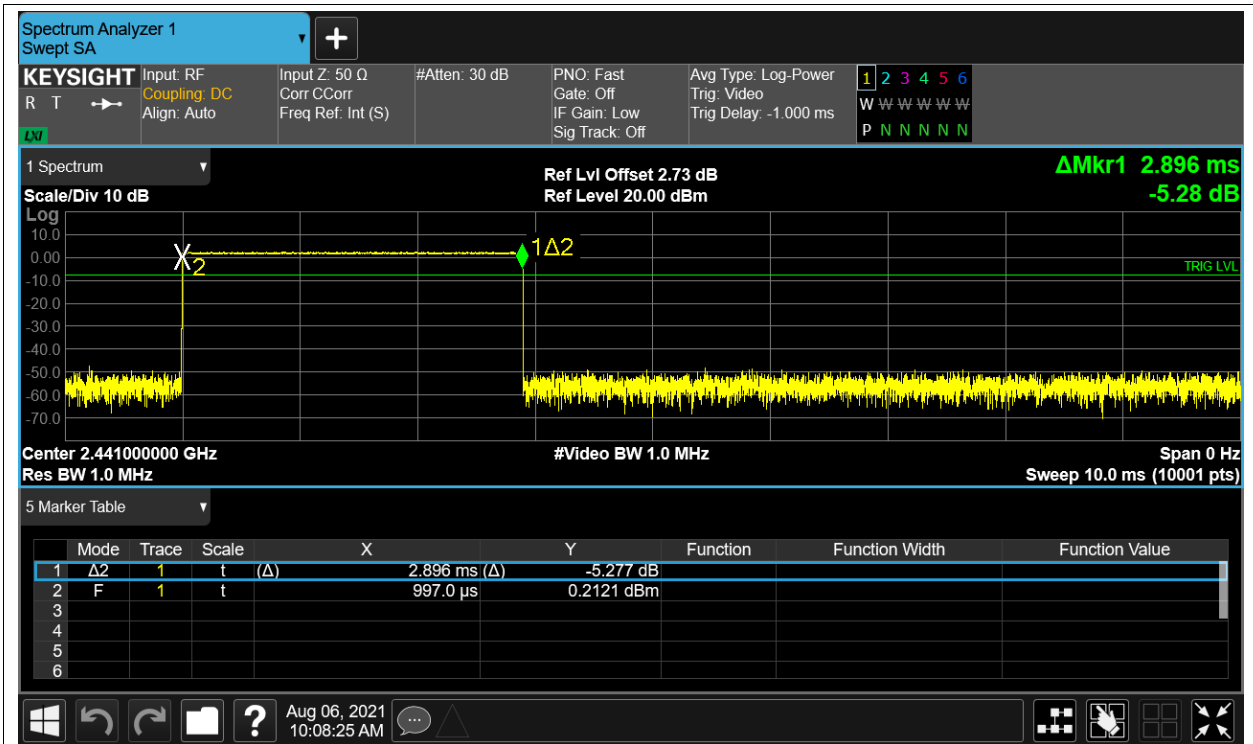 Spectrum Analyzer 1
Swept SA
KEYSIGHT Input: RF Input Z: 50 Ω #Atten: 30 dB PNO: Fast Avg Type: Log-Power 1 2 3 4 5 6
R T Coupling: DC Corr CCorr Gate: Off Trig: Video W W W W W W
Align: Auto Freq Ref: Int (S) IF Gain: Low Trig Delay: -1.000 ms P N N N N N
LXI Sig Track: Off
1 Spectrum Ref Lvl Offset 2.73 dB ΔMkr1 2.896 ms
Scale/Div 10 dB Ref Level 20.00 dBm -5.28 dB
Log
10.0
0.00
-10.0
-20.0
-30.0
-40.0
-50.0
-60.0
-70.0
1Δ2
2
TRIG LVL
Center 2.441000000 GHz #Video BW 1.0 MHz Span 0 Hz
Res BW 1.0 MHz Sweep 10.0 ms (10001 pts)
5 Marker Table
Mode Trace Scale X Y Function Function Width Function Value
1 Δ2 1 t (Δ) 2.896 ms (Δ) -5.277 dB
2 F 1 t 997.0 µs 0.2121 dBm
3
4
5
6
? Aug 06, 2021
10:08:25 AM